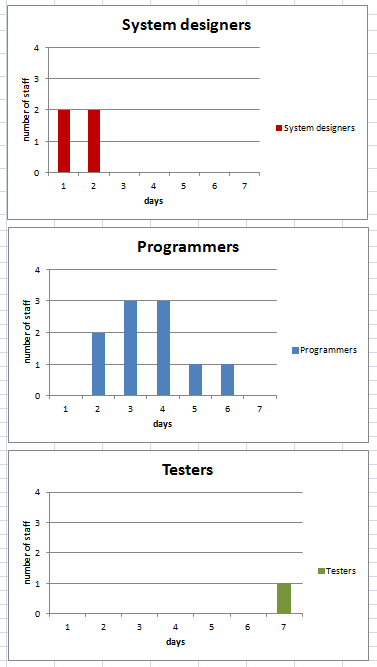 System designers
4
3
2
1
0
number of staff
1 2 3 4 5 6 7
days
System designers
Programmers
4
3
2
1
0
number of staff
1 2 3 4 5 6 7
days
Programmers
Testers
4
3
2
1
0
number of staff
1 2 3 4 5 6 7
days
Testers